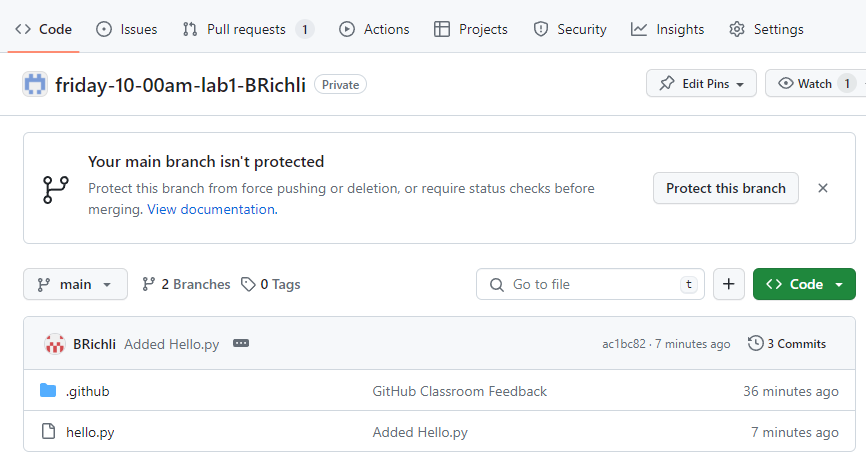 Code Issues Pull requests 1 Actions Projects Security Insights Settings
friday-10-00am-lab1-BRichli Private Edit Pins Watch 1
Your main branch isn't protected
Protect this branch from force pushing or deletion, or require status checks before
merging. View documentation.
Protect this branch
main 2 Branches 0 Tags Go to file t Code
BRichli Added Hello.py ac1bc82 · 7 minutes ago 3 Commits
.github GitHub Classroom Feedback 36 minutes ago
hello.py Added Hello.py 7 minutes ago